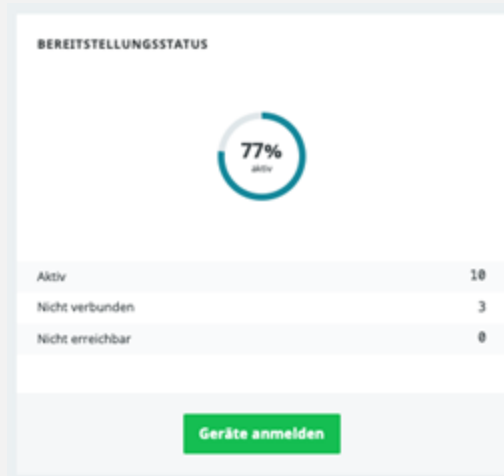 BEREITSTELLUNGSSTATUS
77%
aktiv
Aktiv 10
Nicht verbunden 3
Nicht erreichbar 0
Geräte anmelden